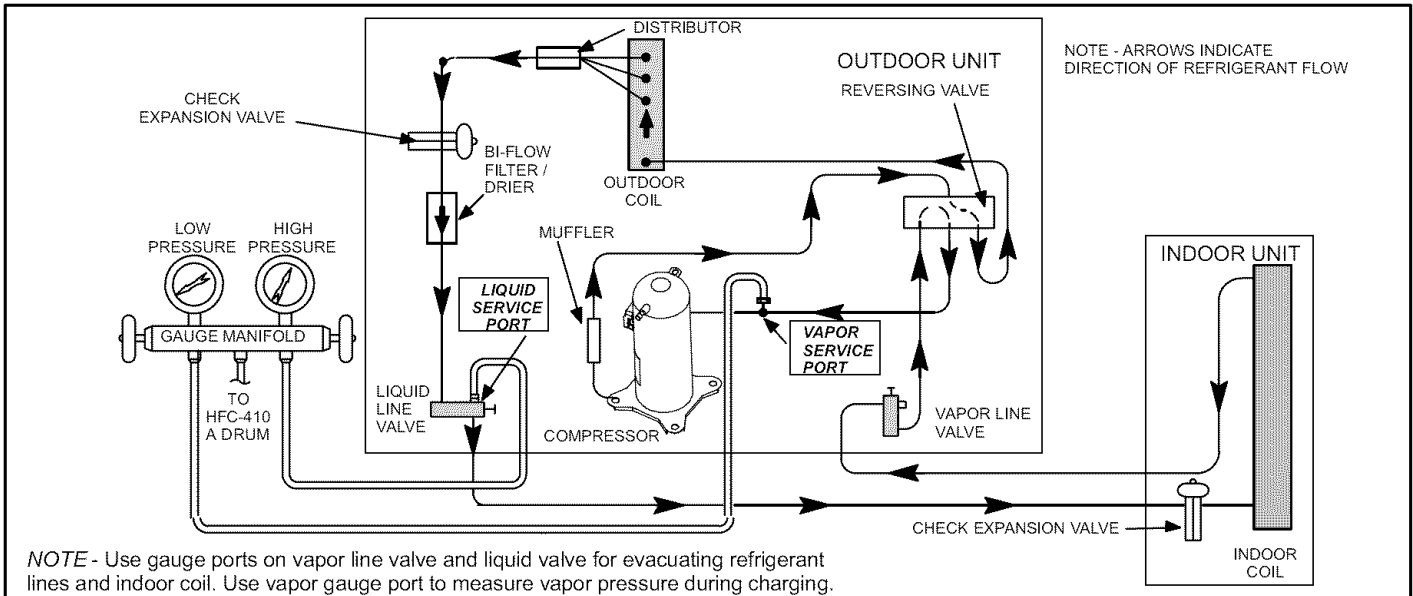 DISTRIBUTOR
NOTE - ARROWS INDICATE
DIRECTION OF REFRIGERANT FLOW
OUTDOOR UNIT
REVERSING VALVE
CHECK
EXPANSION VALVE
BI-FLOW
FILTER /
DRIER
OUTDOOR
COIL
LOW
PRESSURE
HIGH
PRESSURE
MUFFLER
INDOOR UNIT
LIQUID
SERVICE
PORT
GAUGE MANIFOLD
VAPOR
SERVICE
PORT
TO
HFC-410
A DRUM
LIQUID
LINE
VALVE
COMPRESSOR
VAPOR LINE
VALVE
CHECK EXPANSION VALVE
INDOOR
COIL
NOTE - Use gauge ports on vapor line valve and liquid valve for evacuating refrigerant
lines and indoor coil. Use vapor gauge port to measure vapor pressure during charging.